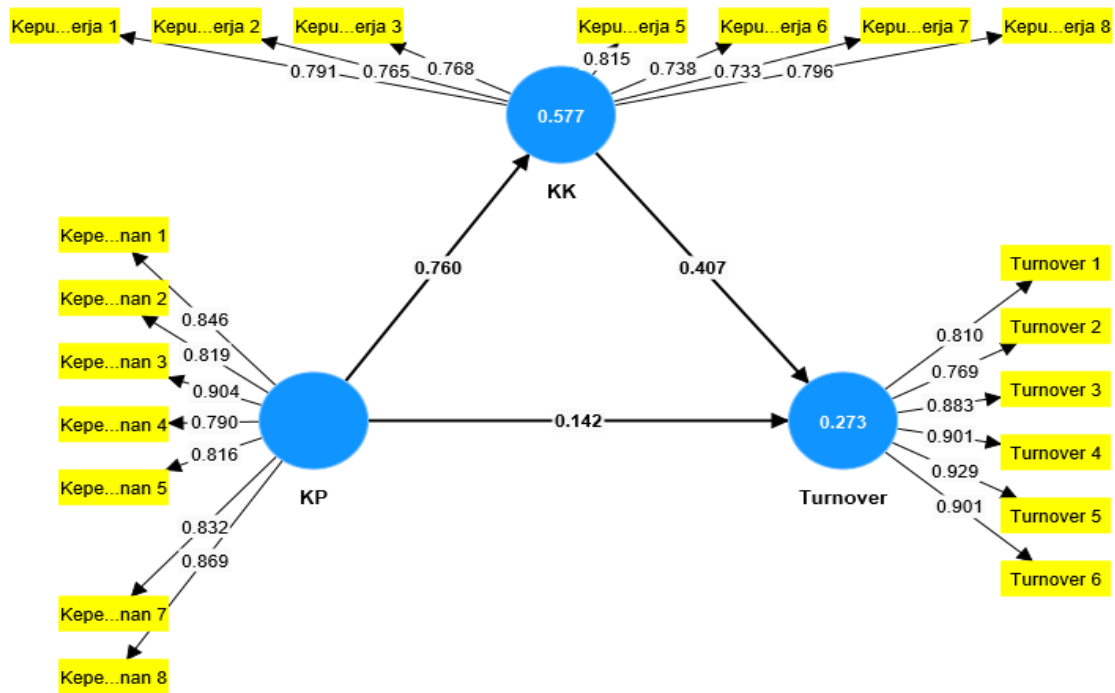 Kepu...erja 1
Kepu...erja 2
Kepu...erja 3
Kepu...erja 5
Kepu...erja 6
Kepu...erja 7
Kepu...erja 8
0.791
0.765
0.768
0.815
0.738
0.733
0.796
0.577
KK
Kepe...nan 1
Kepe...nan 2
Kepe...nan 3
Kepe...nan 4
Kepe...nan 5
Kepe...nan 7
Kepe...nan 8
0.846
0.819
0.904
0.790
0.816
0.832
0.869
KP
0.760
0.407
0.142
0.273
Turnover
0.810
0.769
0.883
0.901
0.929
0.901
Turnover 1
Turnover 2
Turnover 3
Turnover 4
Turnover 5
Turnover 6